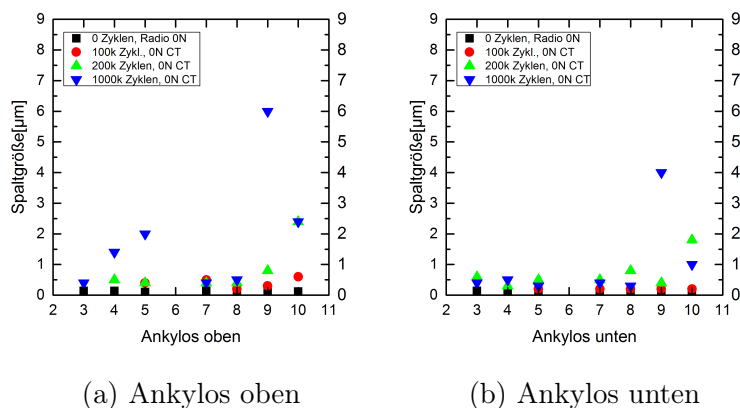 9
8
7
6
5
4
3
2
1
0
9
8
7
6
5
4
3
2
1
0
2 3 4 5 6 7 8 9 10 11
Spaltgröße[µm]
Ankylos oben
0 Zyklen, Radio 0N
100k Zykl., 0N CT
200k Zyklen, 0N CT
1000k Zyklen, 0N CT
(a) Ankylos oben
9
8
7
6
5
4
3
2
1
0
9
8
7
6
5
4
3
2
1
0
2 3 4 5 6 7 8 9 10 11
Spaltgröße[µm]
Ankylos unten
0 Zyklen, Radio 0N
100k Zykl., 0N CT
200k Zyklen, 0N CT
1000k Zyklen, 0N CT
(b) Ankylos unten